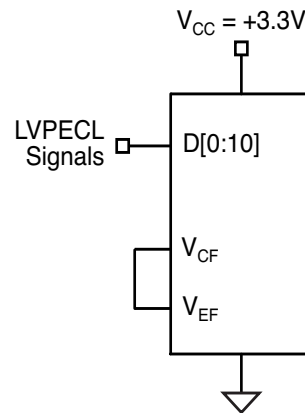 V_CC = +3.3V
LVPECL
Signals
D[0:10]
V_CF
V_EF